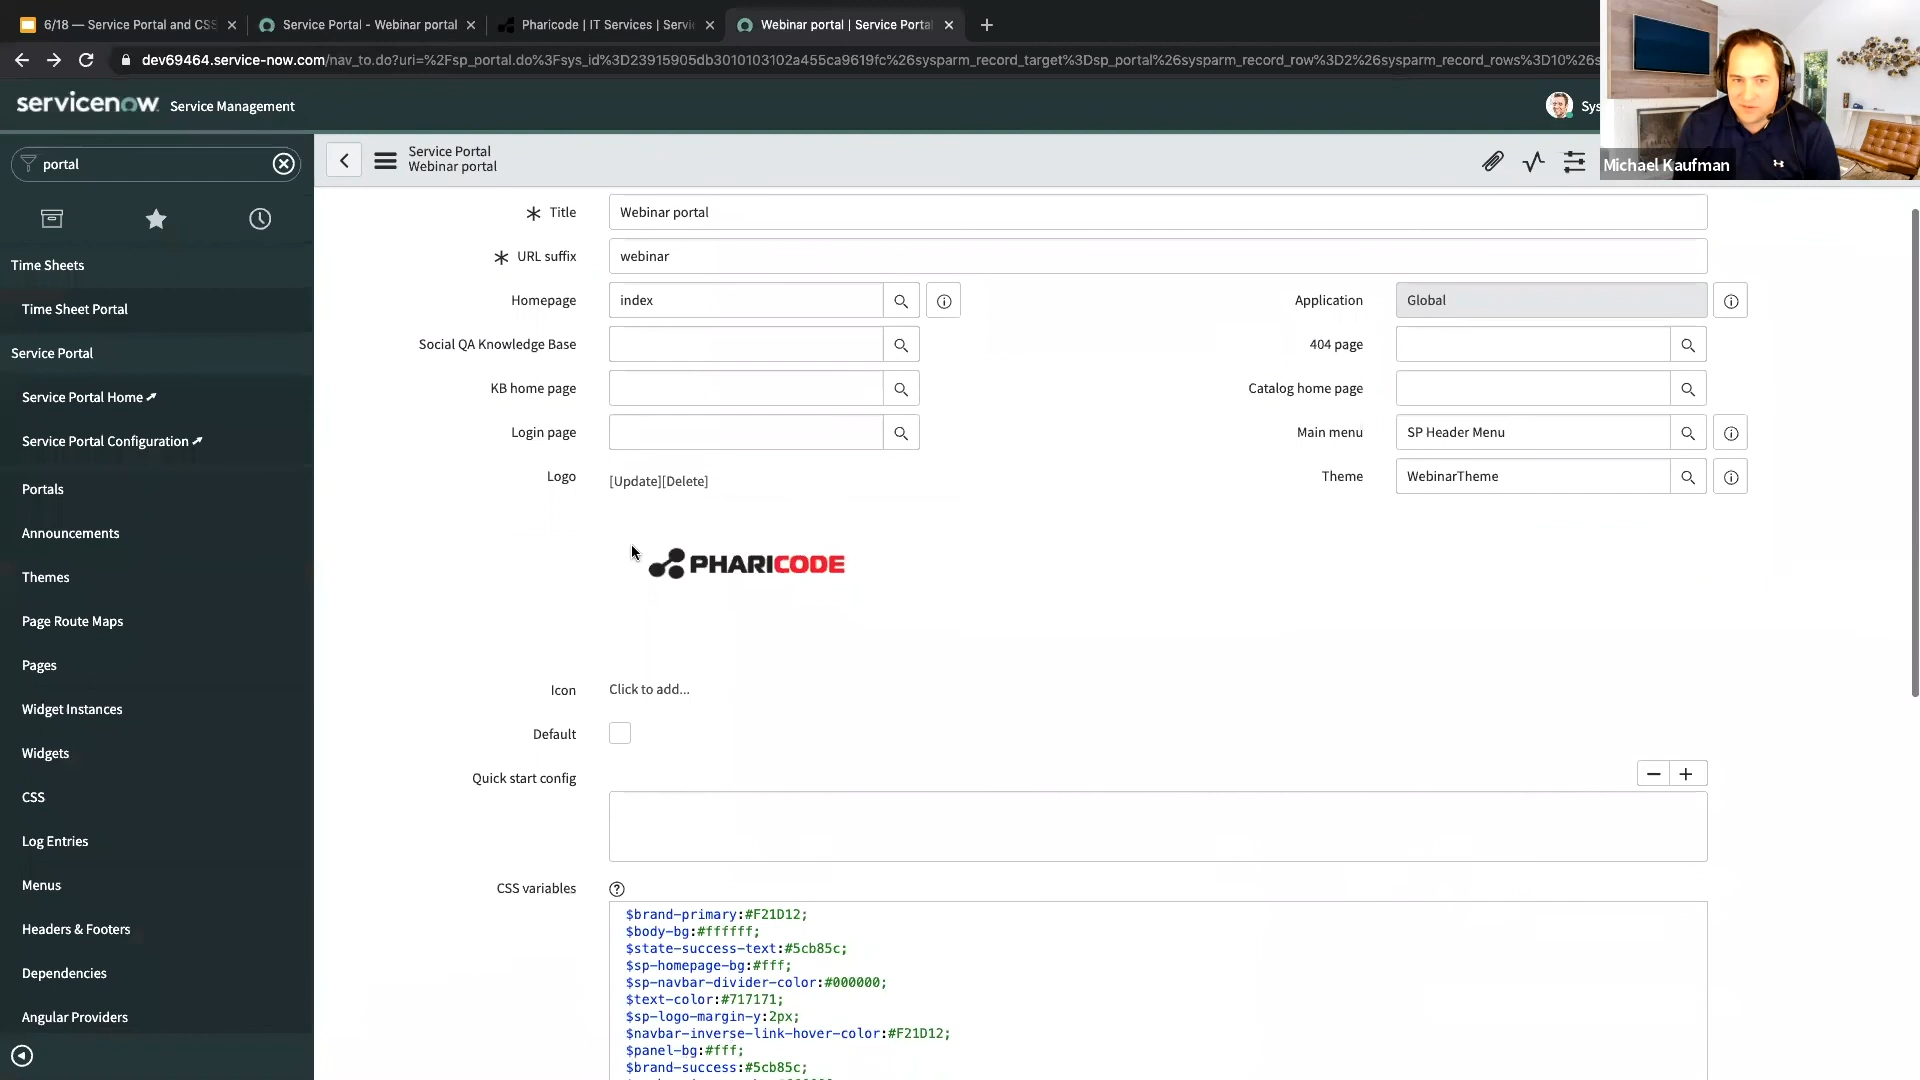 6/18 — Service Portal and CSS
Service Portal - Webinar portal
Pharicode | IT Services | Servi
Webinar portal | Service Portal
dev69464.service-now.com/nav_to.do?uri=%2Fsp_portal.do%3Fsys_id%3D23915905db3010103102a455ca9619fc%26sysparm_record_target%3Dsp_portal%26sysparm_record_row%3D2%26sysparm_record_rows%3D10%26s
servicenow Service Management
Sys
Michael Kaufman
portal
Service Portal
Webinar portal
Time Sheets
Time Sheet Portal
Service Portal
Service Portal Home
Service Portal Configuration
Portals
Announcements
Themes
Page Route Maps
Pages
Widget Instances
Widgets
CSS
Log Entries
Menus
Headers & Footers
Dependencies
Angular Providers
Title Webinar portal
URL suffix webinar
Homepage index
Application Global
Social QA Knowledge Base
404 page
KB home page
Catalog home page
Login page
Main menu SP Header Menu
Logo [Update][Delete]
Theme WebinarTheme
PHARICODE
Icon Click to add...
Default
Quick start config
CSS variables
$brand-primary:#F21D12;
$body-bg:#ffffff;
$state-success-text:#5cb85c;
$sp-homepage-bg:#fff;
$sp-navbar-divider-color:#000000;
$text-color:#717171;
$sp-logo-margin-y:2px;
$navbar-inverse-link-hover-color:#F21D12;
$panel-bg:#fff;
$brand-success:#5cb85c;